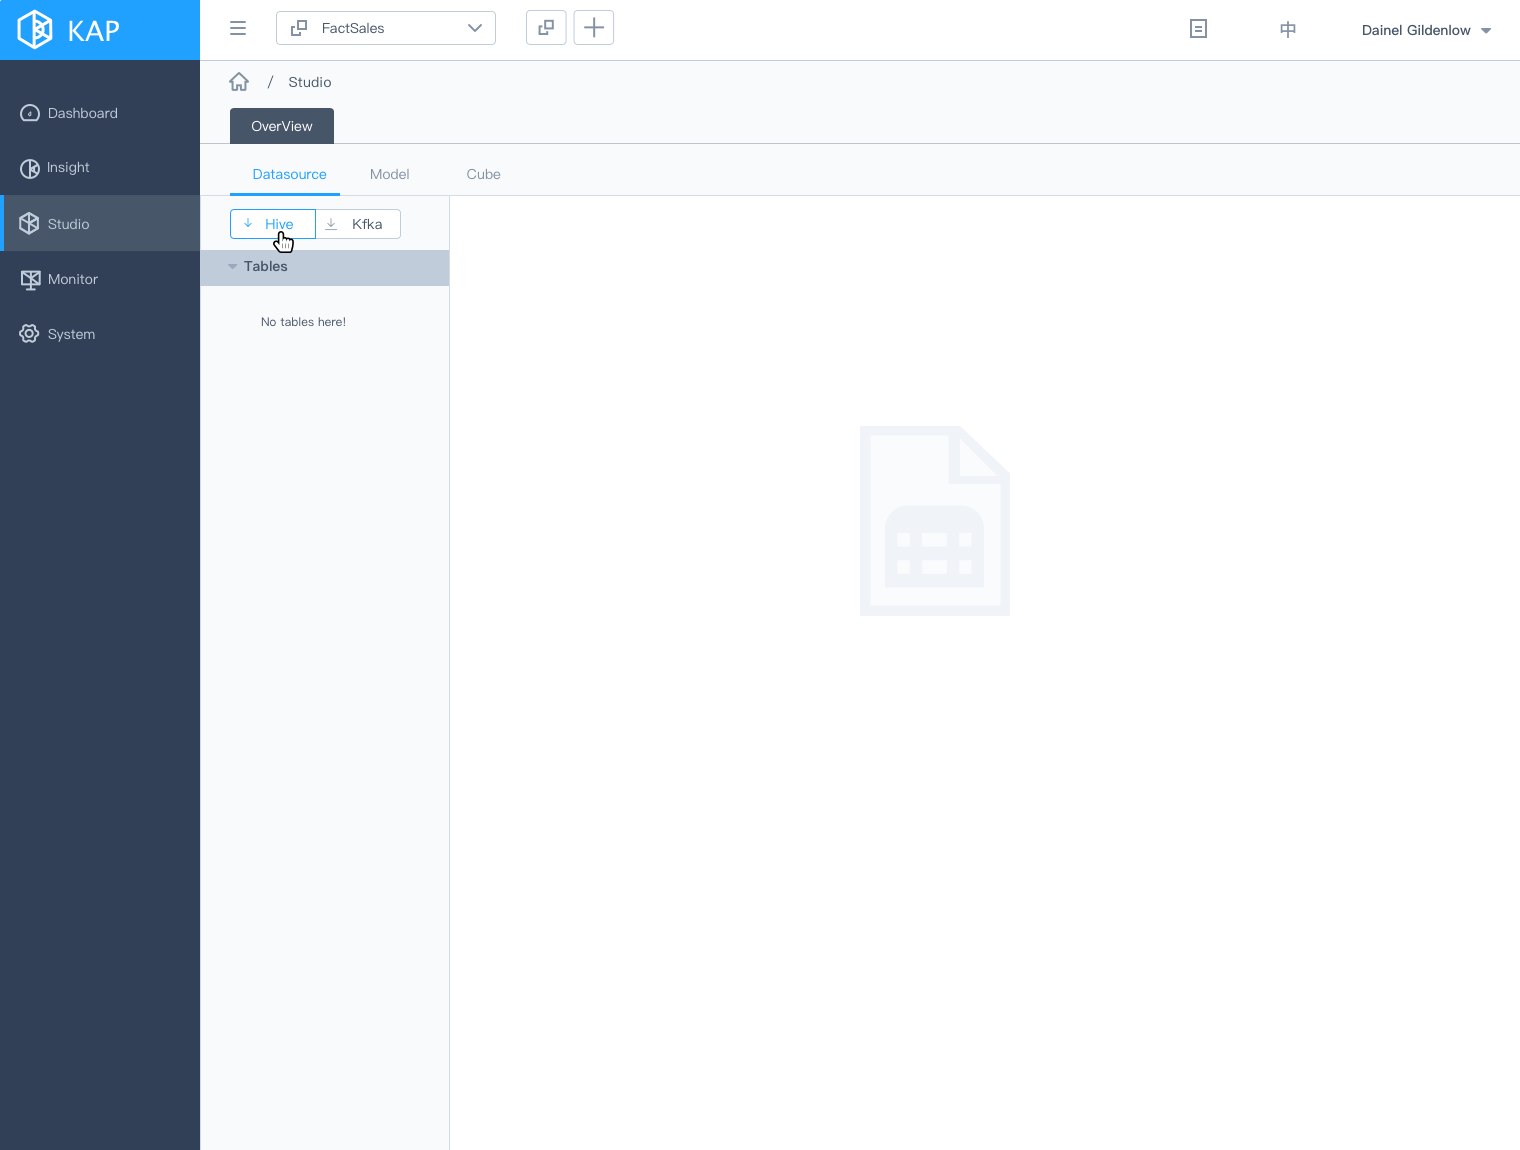 KAP
FactSales
中
Dainel Gildenlow
/ Studio
OverView
Dashboard
Insight
Studio
Monitor
System
Datasource Model Cube
Hive Kfka
Tables
No tables here!